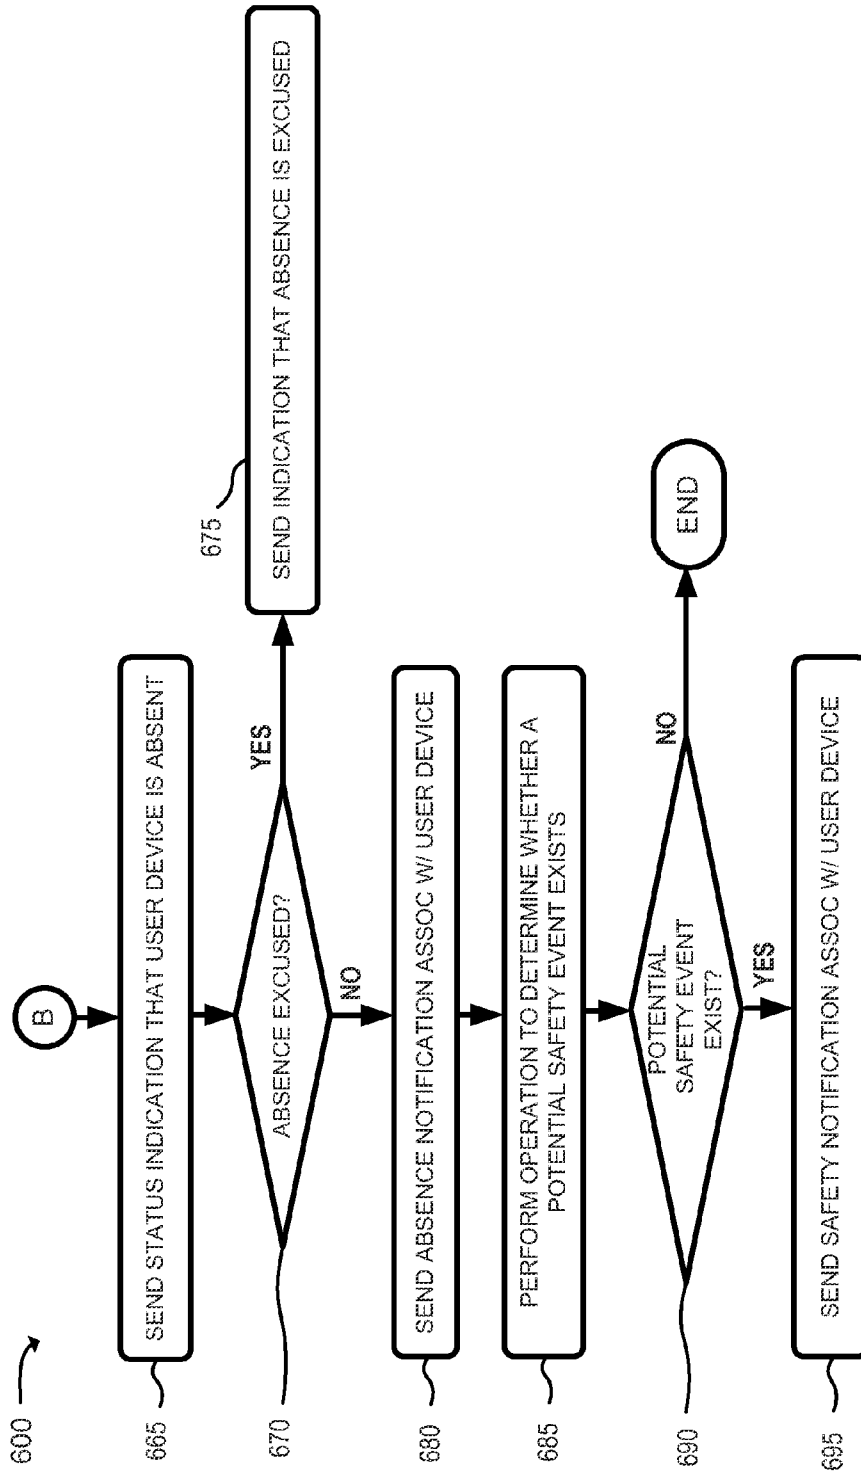 600
B
665
SEND STATUS INDICATION THAT USER DEVICE IS ABSENT
670
ABSENCE EXCUSED?
YES
675
SEND INDICATION THAT ABSENCE IS EXCUSED
NO
680
SEND ABSENCE NOTIFICATION ASSOC W/ USER DEVICE
685
PERFORM OPERATION TO DETERMINE WHETHER A
POTENTIAL SAFETY EVENT EXISTS
690
POTENTIAL
SAFETY EVENT
EXIST?
NO
END
YES
695
SEND SAFETY NOTIFICATION ASSOC W/ USER DEVICE